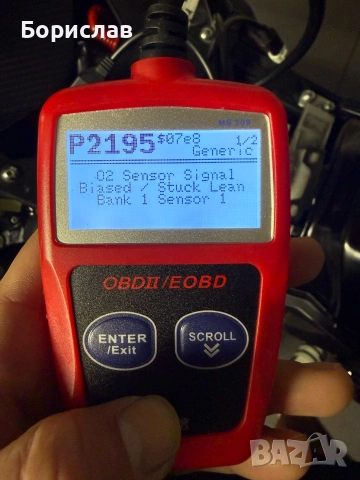 Борислав
P2195 $07e8 1/2
Generic
O2 Sensor Signal
Biased / Stuck Lean
Bank 1 Sensor 1
OBDII/EOBD
ENTER
/Exit
SCROLL
BAZAR